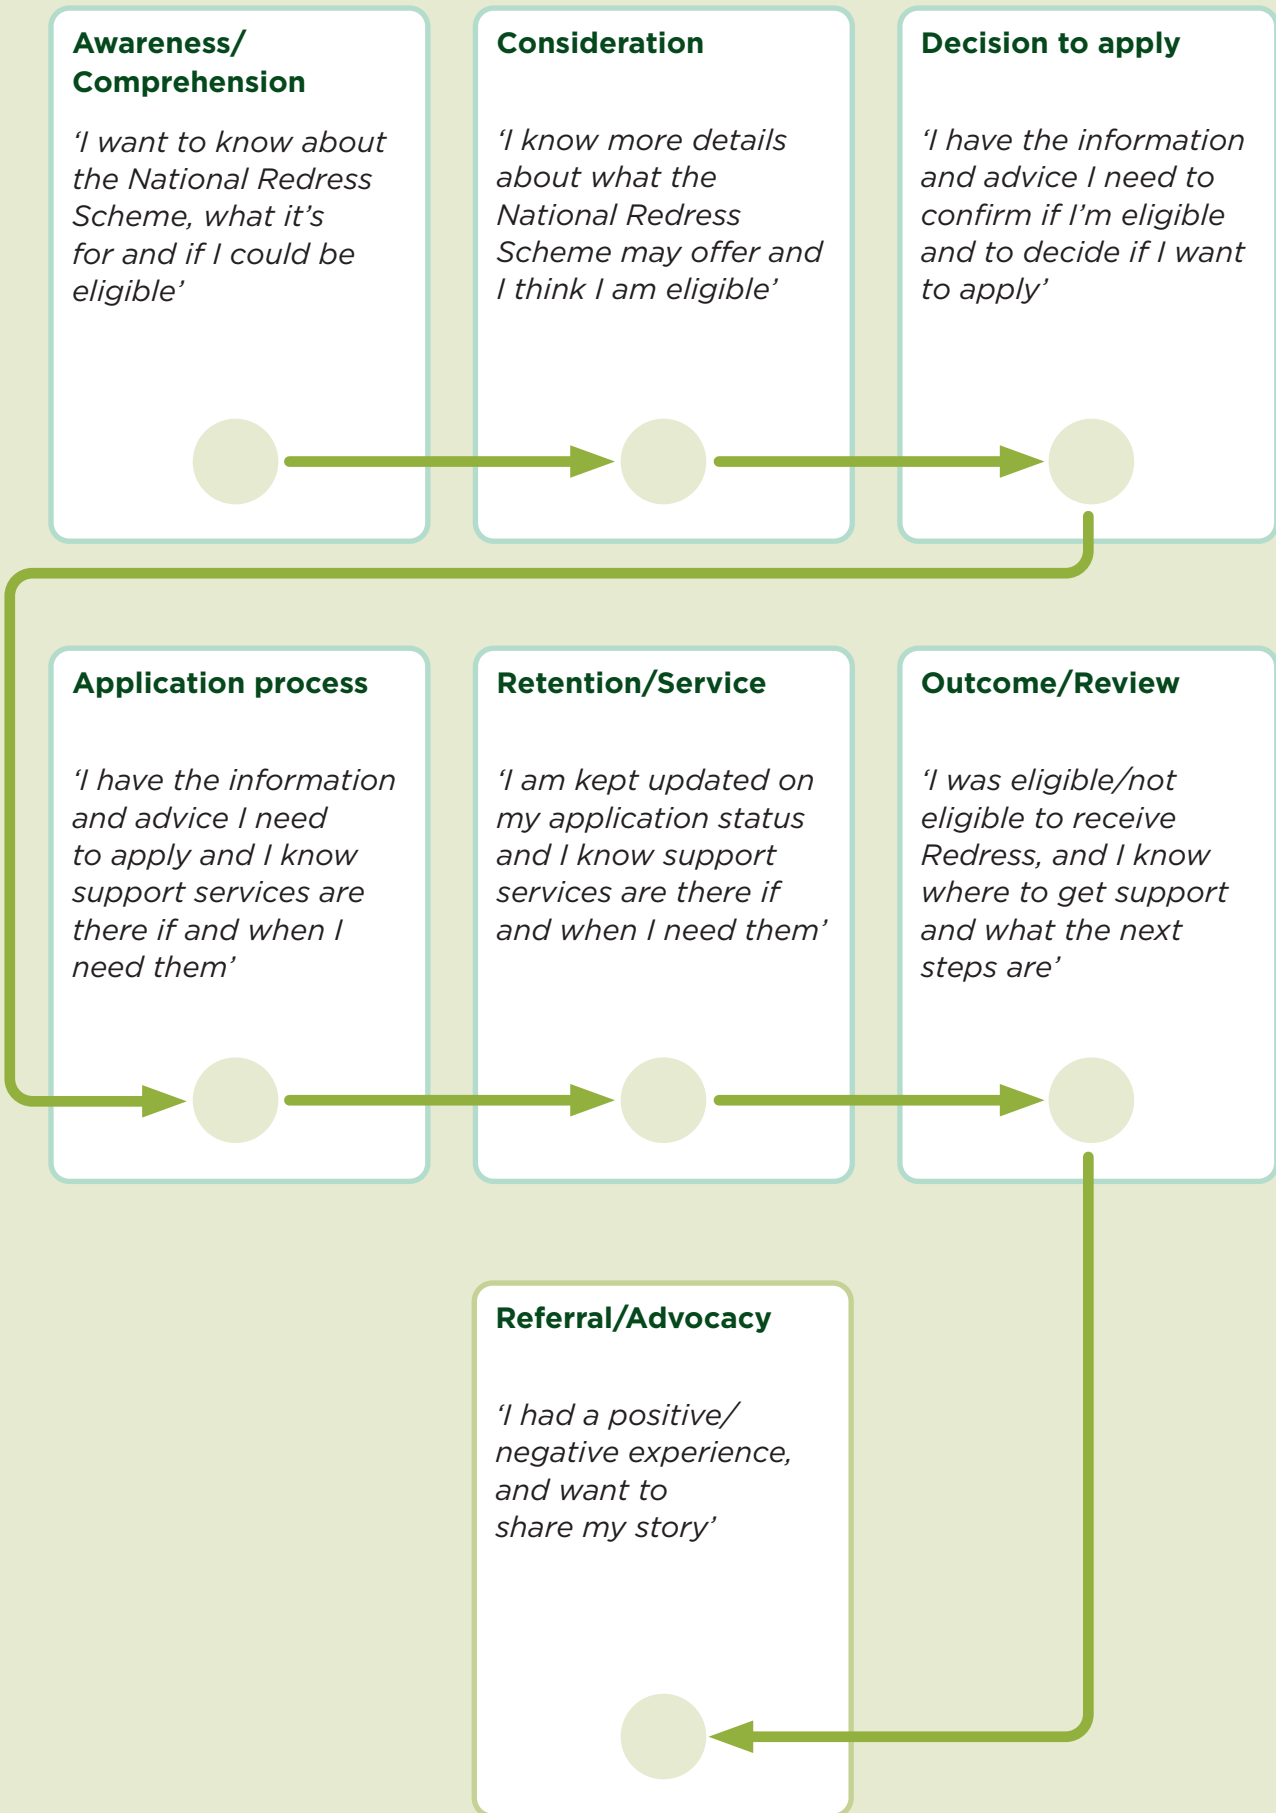 Awareness/
Comprehension
‘I want to know about
the National Redress
Scheme, what it’s
for and if I could be
eligible’
Consideration
‘I know more details
about what the
National Redress
Scheme may offer and
I think I am eligible’
Decision to apply
‘I have the information
and advice I need to
confirm if I’m eligible
and to decide if I want
to apply’
Application process
‘I have the information
and advice I need
to apply and I know
support services are
there if and when I
need them’
Retention/Service
‘I am kept updated on
my application status
and I know support
services are there if
and when I need them’
Outcome/Review
‘I was eligible/not
eligible to receive
Redress, and I know
where to get support
and what the next
steps are’
Referral/Advocacy
‘I had a positive/
negative experience,
and want to
share my story’